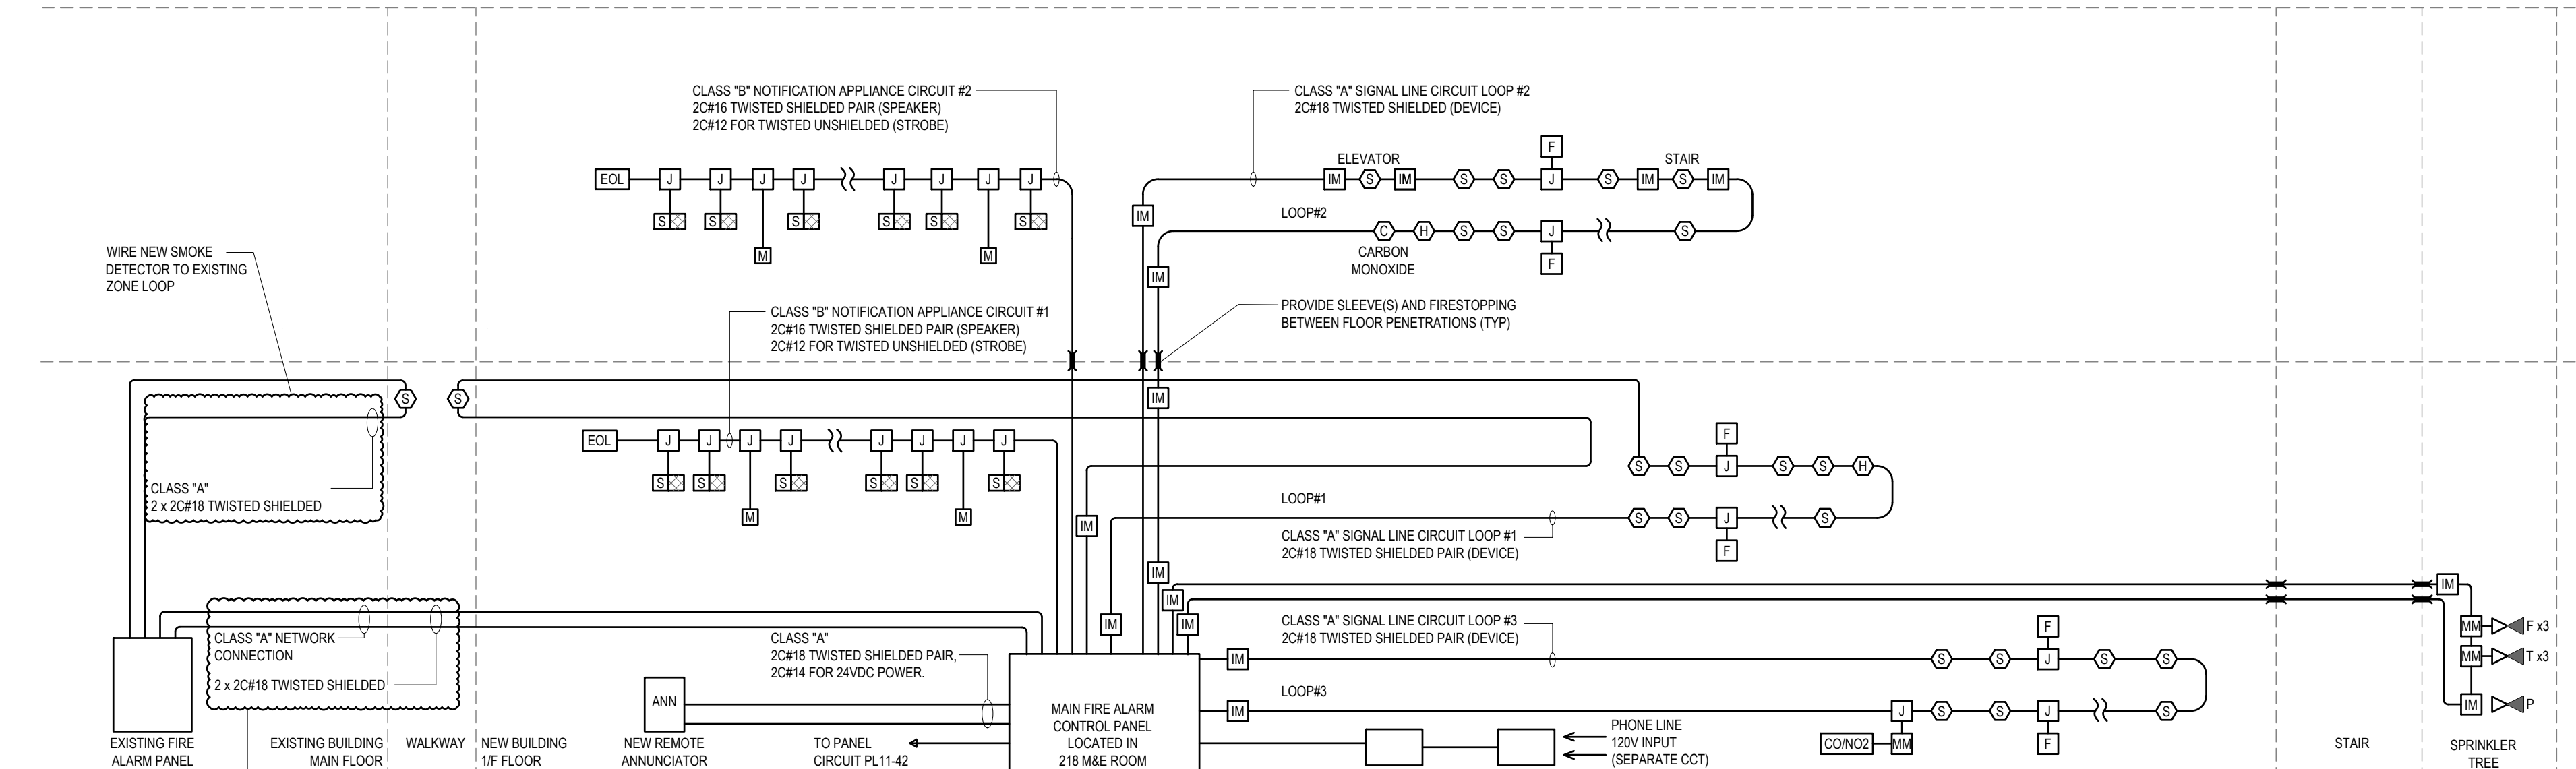 CLASS "B" NOTIFICATION APPLIANCE CIRCUIT #2
2C#16 TWISTED SHIELDED PAIR (SPEAKER)
2C#12 FOR TWISTED UNSHIELDED (STROBE)
CLASS "A" SIGNAL LINE CIRCUIT LOOP #2
2C#18 TWISTED SHIELDED (DEVICE)
F
ELEVATOR
STAIR
EOL J J J J J J J J
IM S IM S S J S IM S IM
S S S S S S
M M
IM
LOOP#2
C H S S J S
CARBON
MONOXIDE
F
IM
WIRE NEW SMOKE
DETECTOR TO EXISTING
ZONE LOOP
CLASS "B" NOTIFICATION APPLIANCE CIRCUIT #1
2C#16 TWISTED SHIELDED PAIR (SPEAKER)
2C#12 FOR TWISTED UNSHIELDED (STROBE)
PROVIDE SLEEVE(S) AND FIRESTOPPING
BETWEEN FLOOR PENETRATIONS (TYP)
S S
IM
F
EOL J J J J J J J J
S S J S S H
S S S S S S
M M
CLASS "A"
2 x 2C#18 TWISTED SHIELDED
LOOP#1
IM
S S J S
CLASS "A" SIGNAL LINE CIRCUIT LOOP #1
2C#18 TWISTED SHIELDED PAIR (DEVICE)
F
IM
IM
IM
IM IM
CLASS "A" NETWORK
CONNECTION
2 x 2C#18 TWISTED SHIELDED
CLASS "A"
2C#18 TWISTED SHIELDED PAIR,
2C#14 FOR 24VDC POWER.
CLASS "A" SIGNAL LINE CIRCUIT LOOP #3
2C#18 TWISTED SHIELDED PAIR (DEVICE)
F
MM F x3
MM T x3
IM P
IM S S J S S
LOOP#3
IM J S S J S
CO/NO2 MM F
ANN
MAIN FIRE ALARM
CONTROL PANEL
LOCATED IN
218 M&E ROOM
PHONE LINE
120V INPUT
(SEPARATE CCT)
EXISTING FIRE
ALARM PANEL
EXISTING BUILDING
MAIN FLOOR
WALKWAY
NEW BUILDING
1/F FLOOR
NEW REMOTE
ANNUNCIATOR
TO PANEL
CIRCUIT PL11-42
STAIR
SPRINKLER
TREE